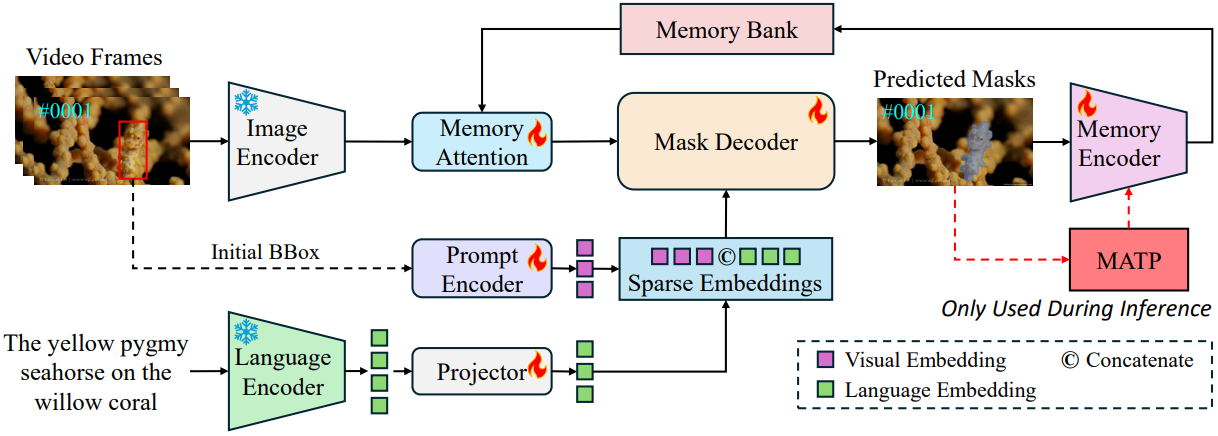 Memory Bank
Video Frames
#0001
Image
Encoder
Memory
Attention
Mask Decoder
Predicted Masks
#0001
Memory
Encoder
Initial BBox
Prompt
Encoder
©
Sparse Embeddings
MATP
Only Used During Inference
The yellow pygmy
seahorse on the
willow coral
Language
Encoder
Projector
Visual Embedding
© Concatenate
Language Embedding